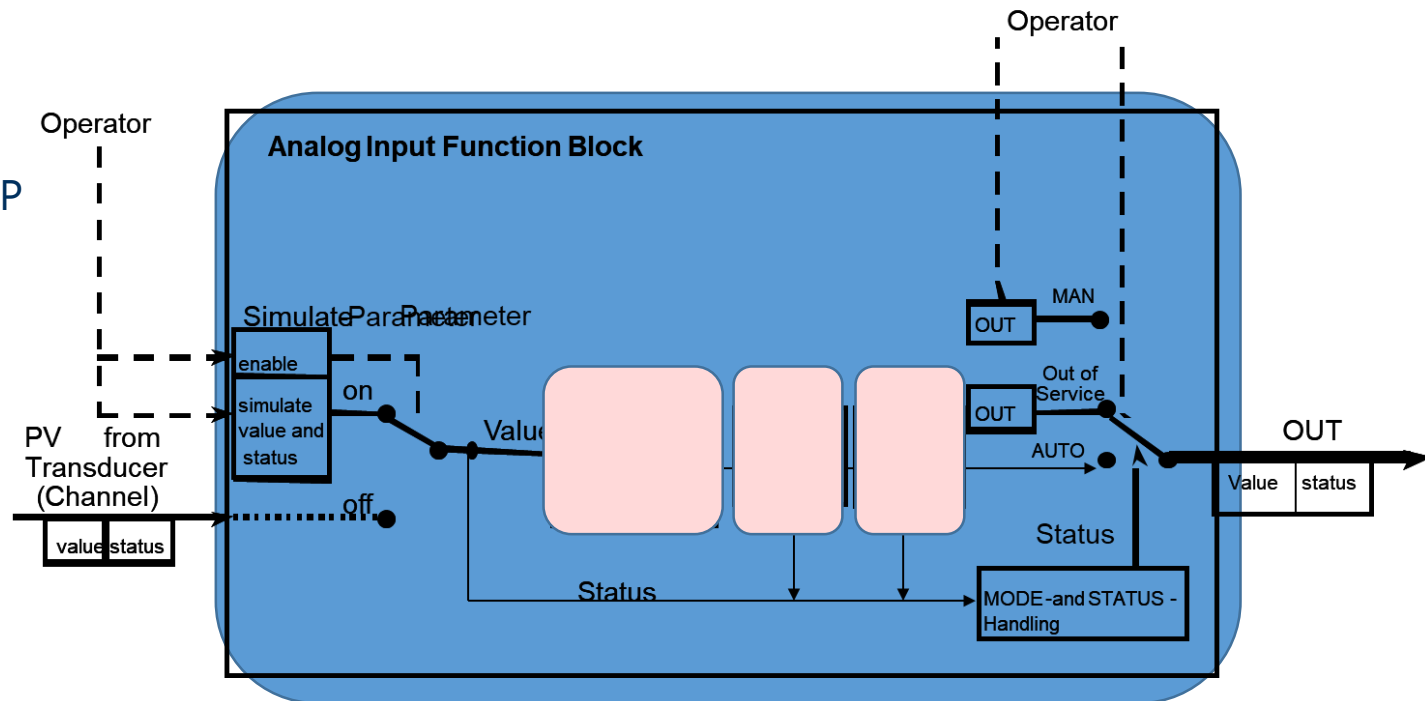 Operator
Operator
Analog Input Function Block
P
MAN
Simulate Parameter Parameter
OUT
enable
Out of
Service
on
simulate
value and
status
OUT
Value
PV from
Transducer
(Channel)
AUTO
OUT
off
Value status
value status
Status
Status
MODE -and STATUS -
Handling